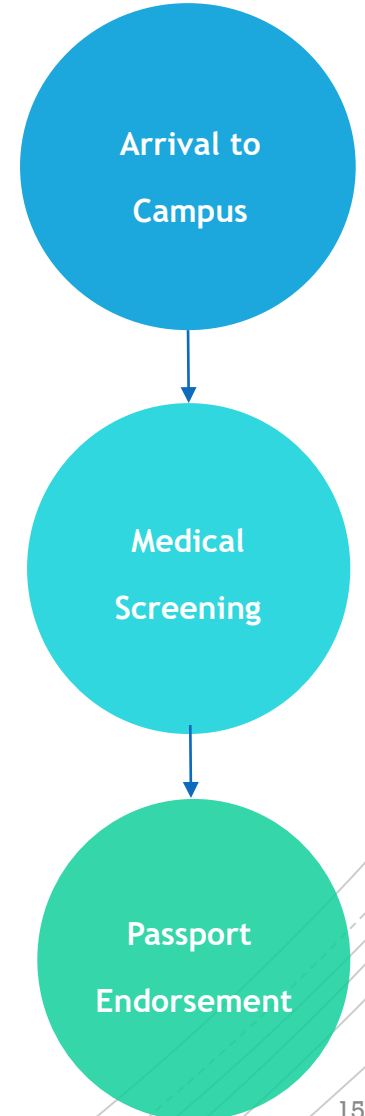 Arrival to
Campus
Medical
Screening
Passport
Endorsement
15